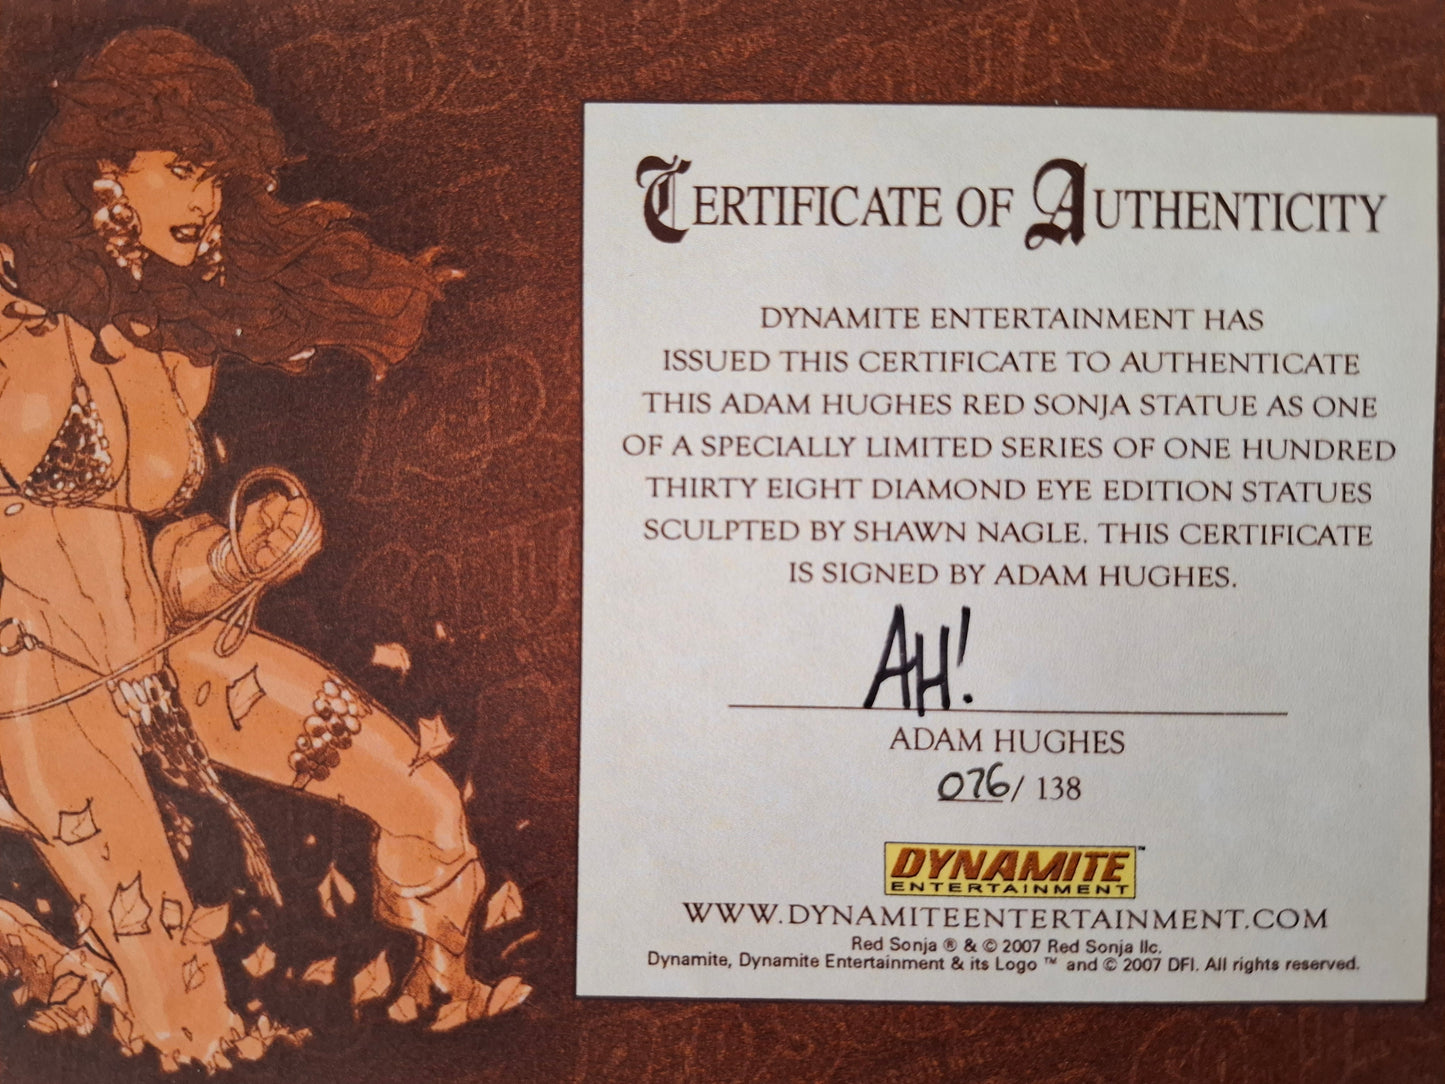 CERTIFICATE OF AUTHENTICITY
DYNAMITE ENTERTAINMENT HAS
ISSUED THIS CERTIFICATE TO AUTHENTICATE
THIS ADAM HUGHES RED SONJA STATUE AS ONE
OF A SPECIALLY LIMITED SERIES OF ONE HUNDRED
THIRTY EIGHT DIAMOND EYE EDITION STATUES
SCULPTED BY SHAWN NAGLE. THIS CERTIFICATE
IS SIGNED BY ADAM HUGHES.
AH!
ADAM HUGHES
076/ 138
DYNAMITE™
ENTERTAINMENT
WWW.DYNAMITEENTERTAINMENT.COM
Red Sonja ® & © 2007 Red Sonja llc.
Dynamite, Dynamite Entertainment & its Logo ™ and © 2007 DFI. All rights reserved.